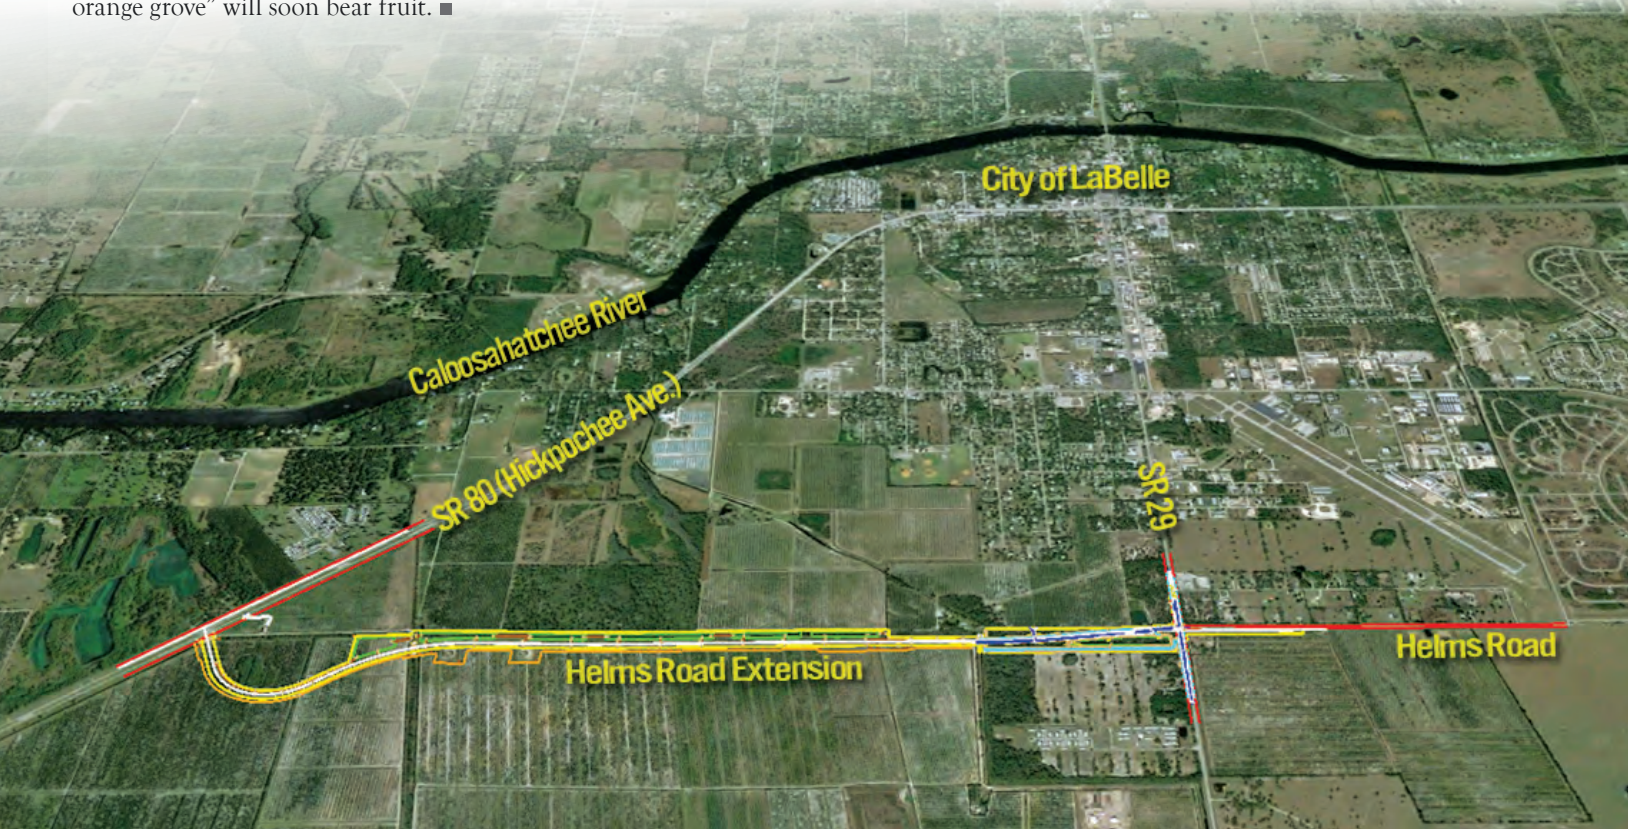 orange grove” will soon bear fruit. ■
City of LaBelle
Caloosahatchee River
SR 80 (Hickpochee Ave.)
SR 29
Helms Road Extension
Helms Road